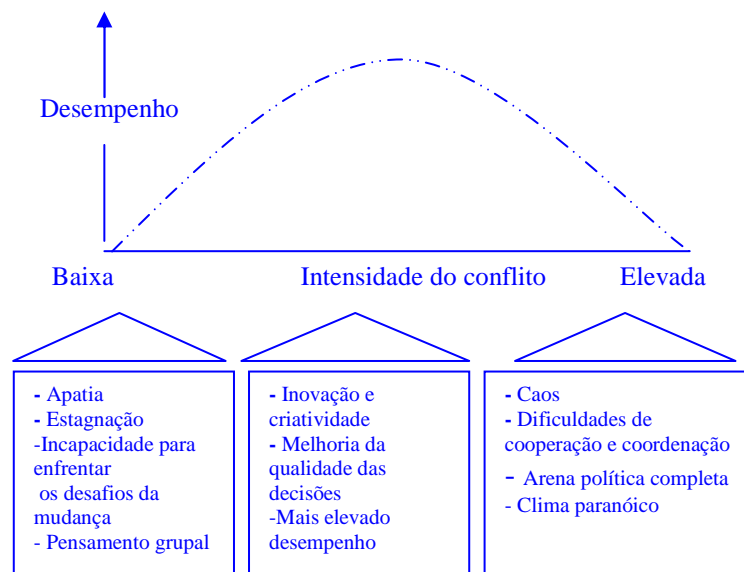 Desempenho
Baixa
Intensidade do conflito
Elevada
- Apatia
- Estagnação
-Incapacidade para
enfrentar
os desafios da
mudança
- Pensamento grupal
- Inovação e
criatividade
- Melhoria da
qualidade das
decisões
-Mais elevado
desempenho
- Caos
- Dificuldades de
cooperação e coordenação
- Arena política completa
- Clima paranóico